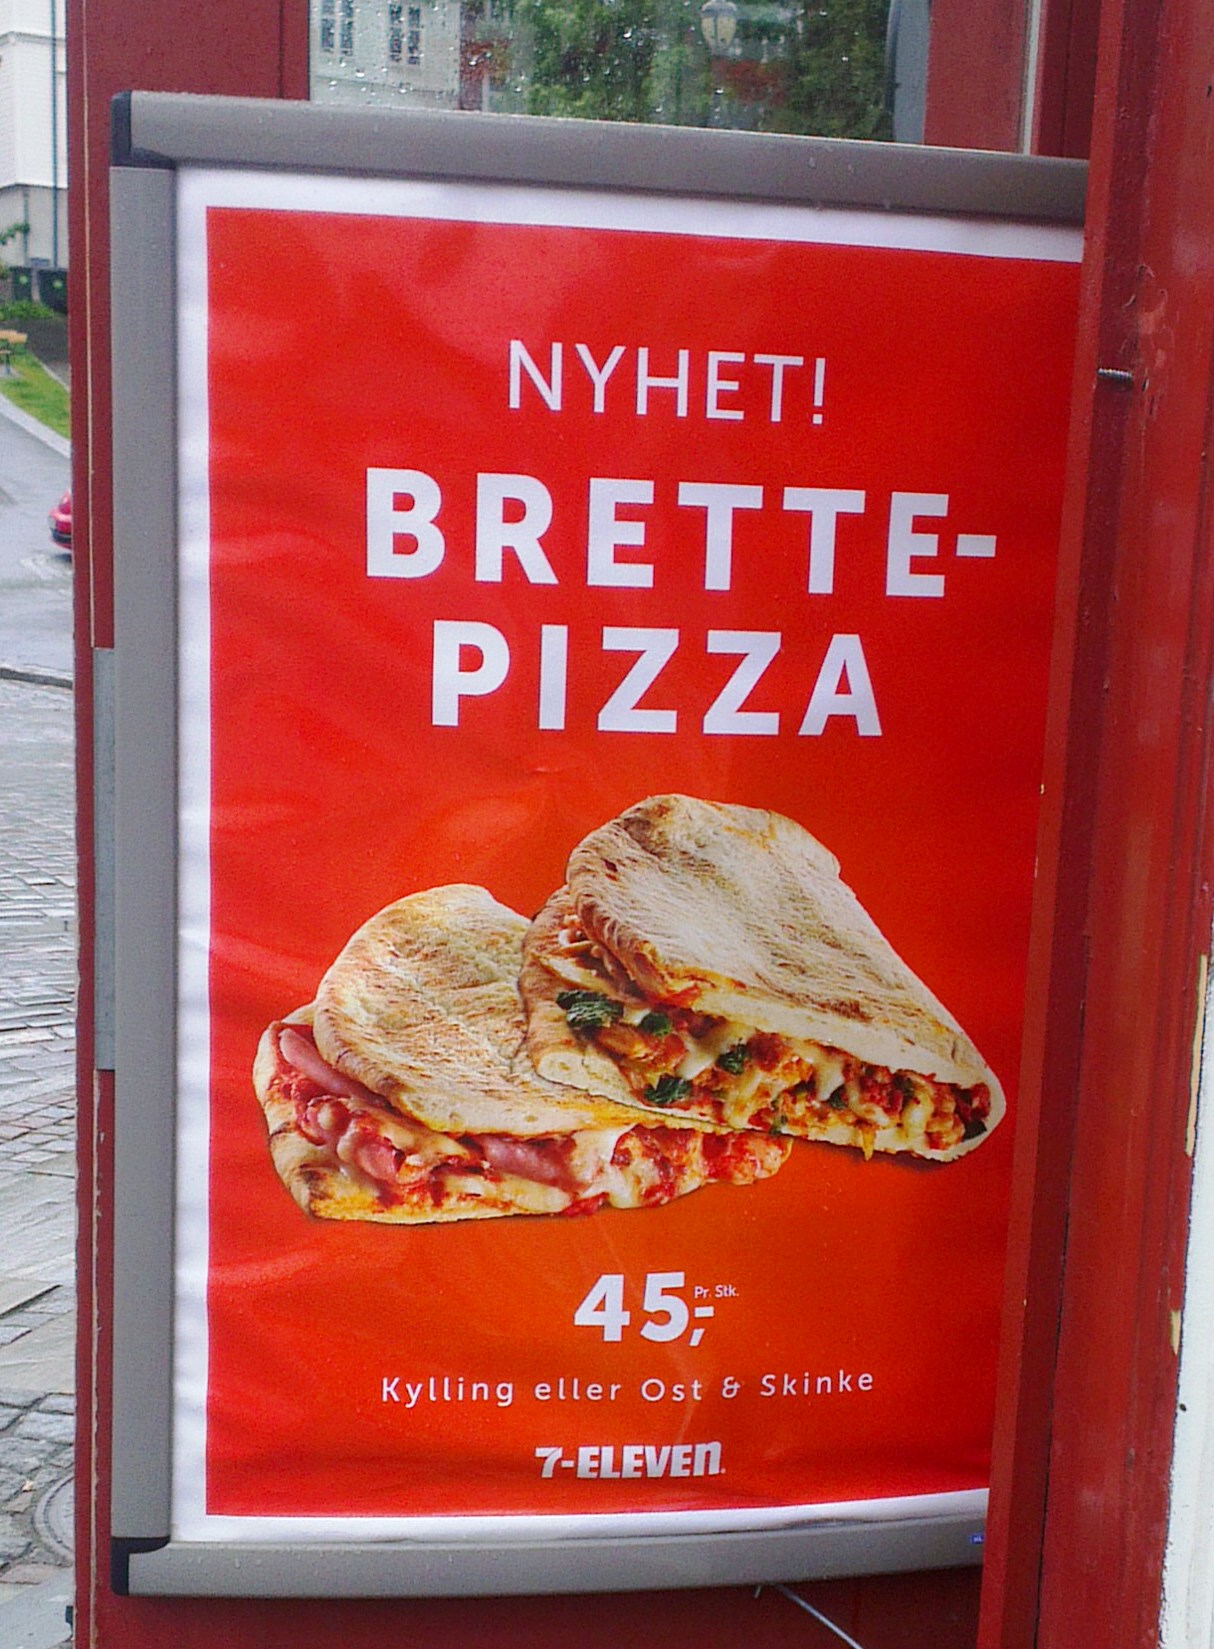 NYHET!
BRETTE-
PIZZA
45,- Pr. Stk.
Kylling eller Ost & Skinke
7-ELEVEN